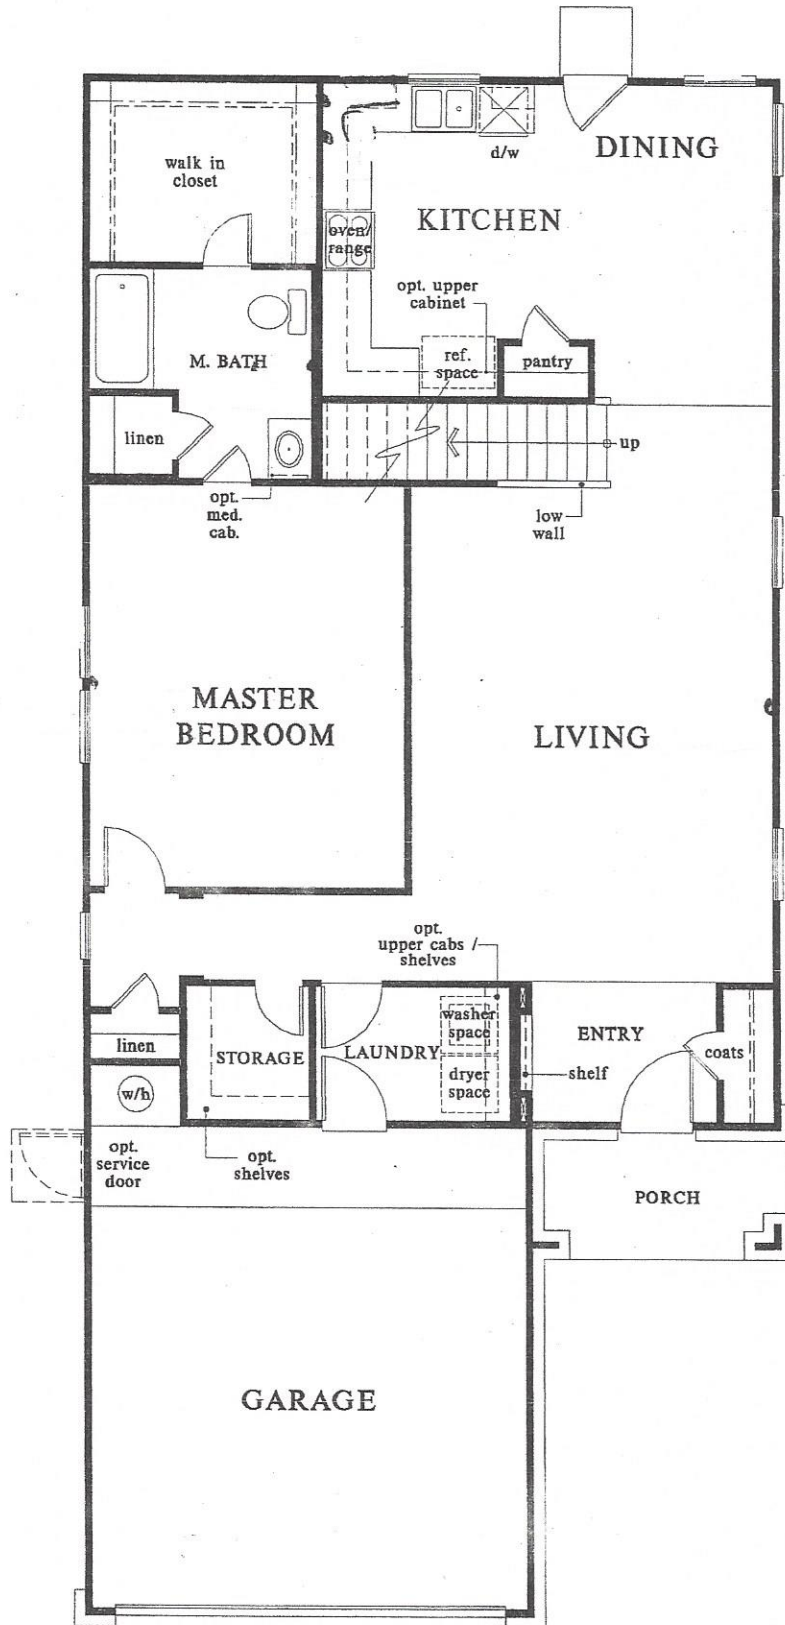 walk in
closet
d/w
DINING
KITCHEN
oven/
range
opt. upper
cabinet
ref.
space
pantry
M. BATH
linen
up
opt.
med.
cab.
low
wall
MASTER
BEDROOM
LIVING
opt.
upper cabs /
shelves
washer
space
dryer
space
linen
STORAGE
LAUNDRY
ENTRY
coats
shelf
w/h
opt.
service
door
opt.
shelves
PORCH
GARAGE